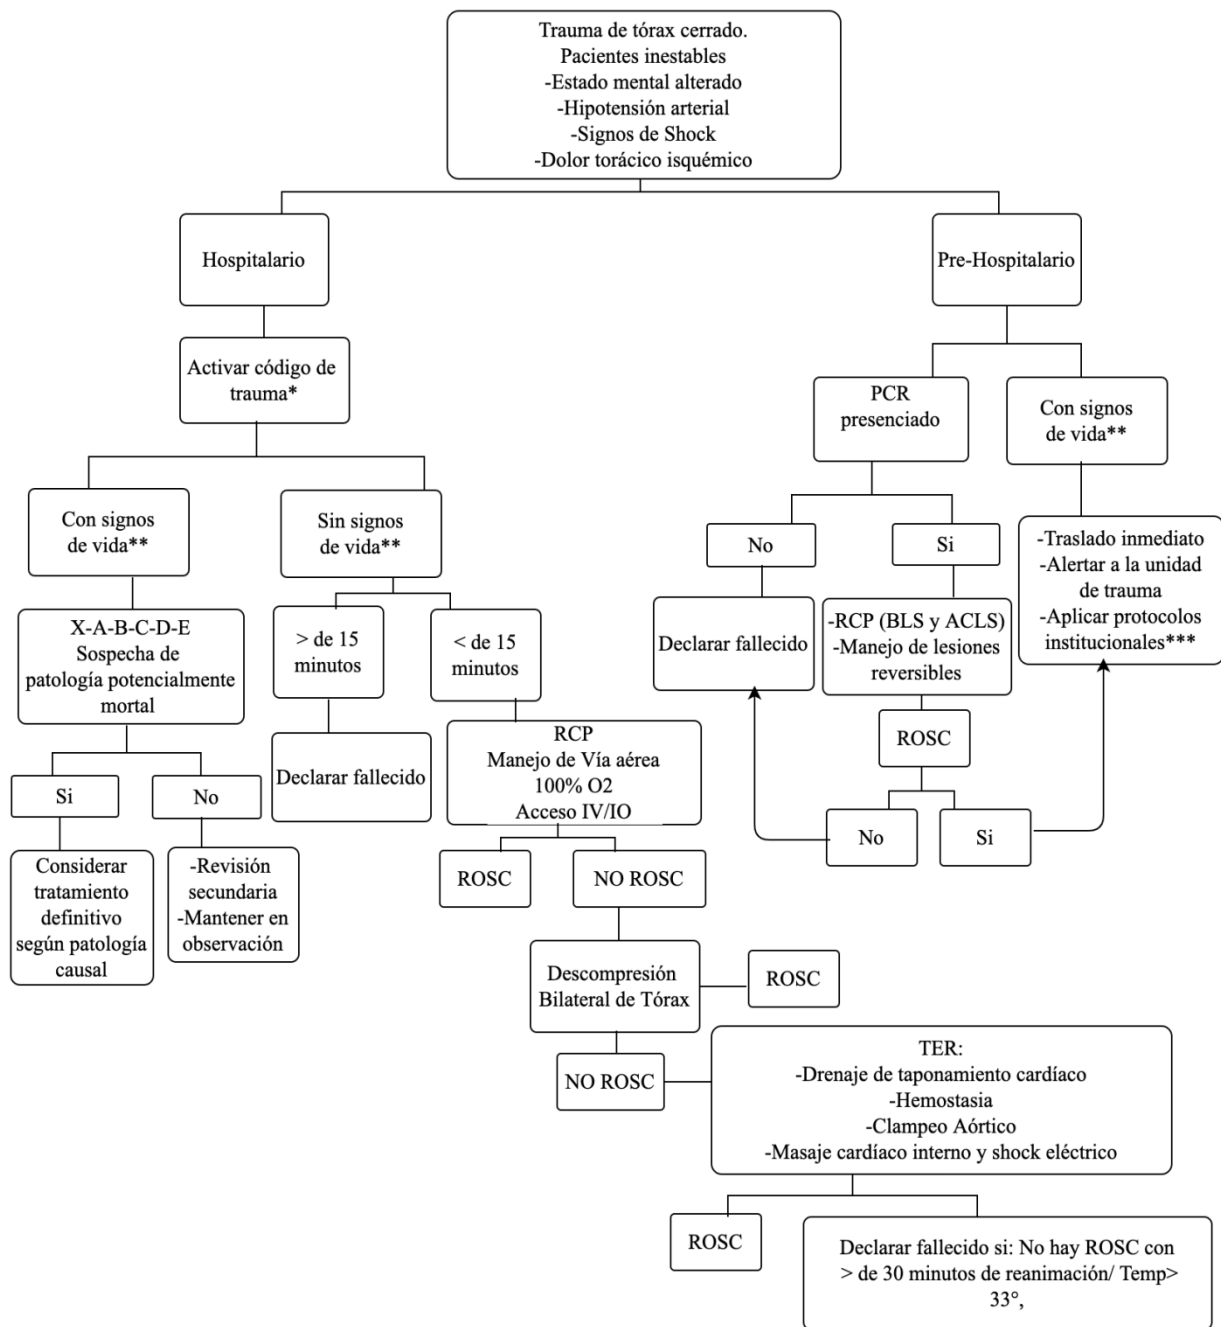 Trauma de tórax cerrado.
Pacientes inestables
-Estado mental alterado
-Hipotensión arterial
-Signos de Shock
-Dolor torácico isquémico
Hospitalario
Pre-Hospitalario
Activar código de
trauma*
PCR
presenciado
Con signos
de vida**
Con signos
de vida**
Sin signos
de vida**
No
Si
-Traslado inmediato
-Alertar a la unidad
de trauma
-Aplicar protocolos
institucionales***
X-A-B-C-D-E
Sospecha de
patología potencialmente
mortal
> de 15
minutos
< de 15
minutos
Declarar fallecido
-RCP (BLS y ACLS)
-Manejo de lesiones
reversibles
ROSC
Si
No
Declarar fallecido
RCP
Manejo de Vía aérea
100% O2
Acceso IV/IO
No
Si
Considerar
tratamiento
definitivo
según patología
causal
-Revisión
secundaria
-Mantener en
observación
ROSC
NO ROSC
Descompresión
Bilateral de Tórax
ROSC
NO ROSC
TER:
-Drenaje de taponamiento cardíaco
-Hemostasia
-Clampeo Aórtico
-Masaje cardíaco interno y shock eléctrico
ROSC
Declarar fallecido si: No hay ROSC con
> de 30 minutos de reanimación/ Temp>
33°,